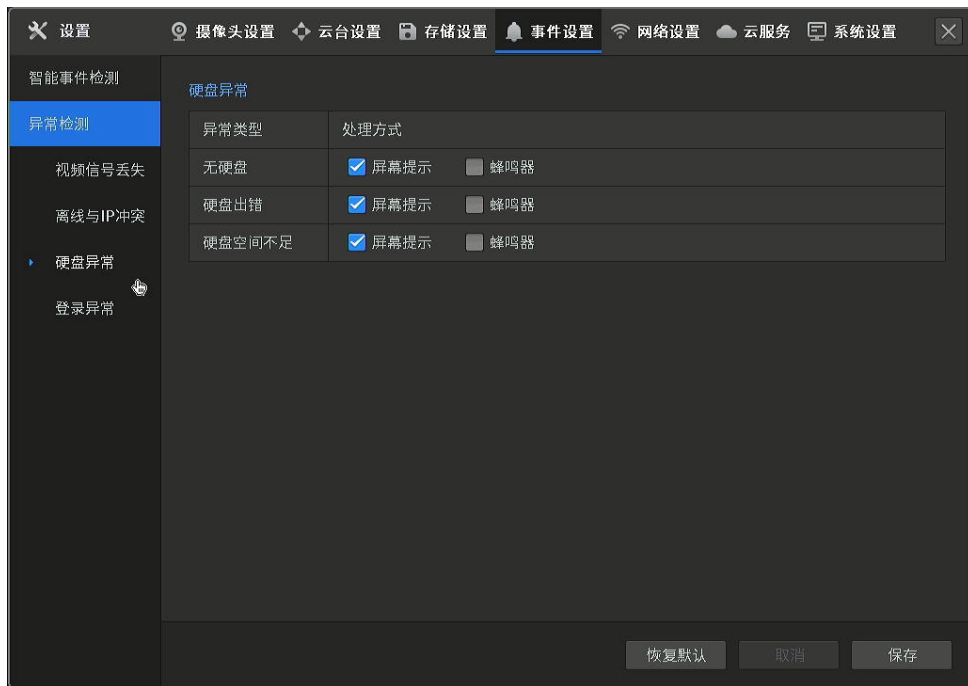 设置 摄像头设置 云台设置 存储设置 事件设置 网络设置 云服务 系统设置
智能事件检测
异常检测
视频信号丢失
离线与IP冲突
硬盘异常
登录异常
硬盘异常
异常类型 处理方式
无硬盘 屏幕提示 蜂鸣器
硬盘出错 屏幕提示 蜂鸣器
硬盘空间不足 屏幕提示 蜂鸣器
恢复默认 取消 保存